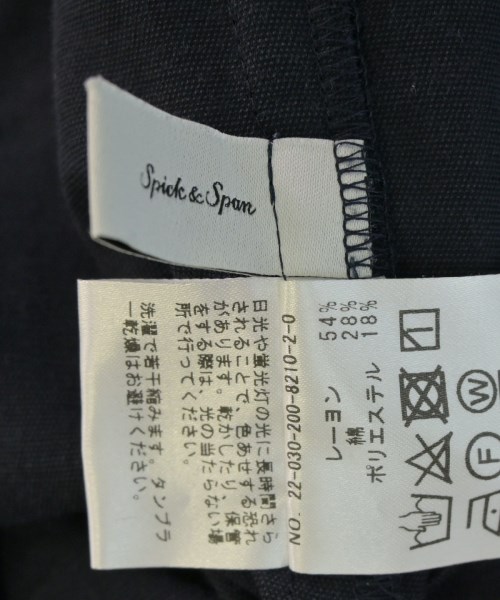 Spick & Span
レーヨン 54%
綿 28%
ポリエステル 18%
NO. 22-030-200-8210-2-0
日光や蛍光灯の光に長時間さら
されることで、色あせする恐れ
があります。乾かしたり、保管
をする際は、光の当たらない場
所で行ってください。
洗濯で若干縮みます。タンブラ
ー乾燥はお避けください。
W
F